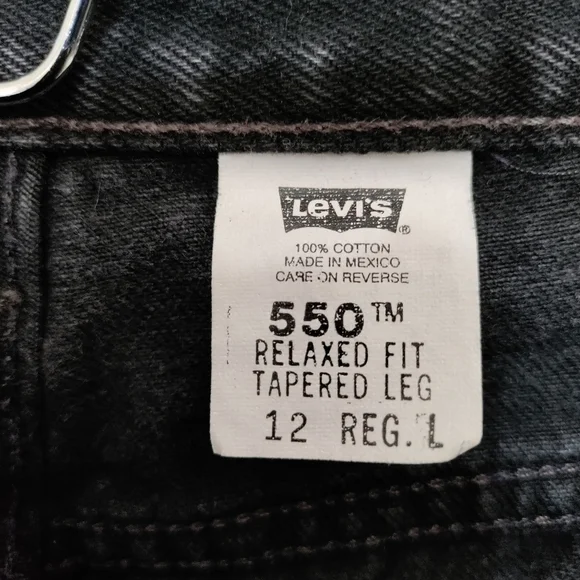 Levi's ®
100% COTTON
MADE IN MEXICO
CARE ON REVERSE
550™
RELAXED FIT
TAPERED LEG
12 REG. L